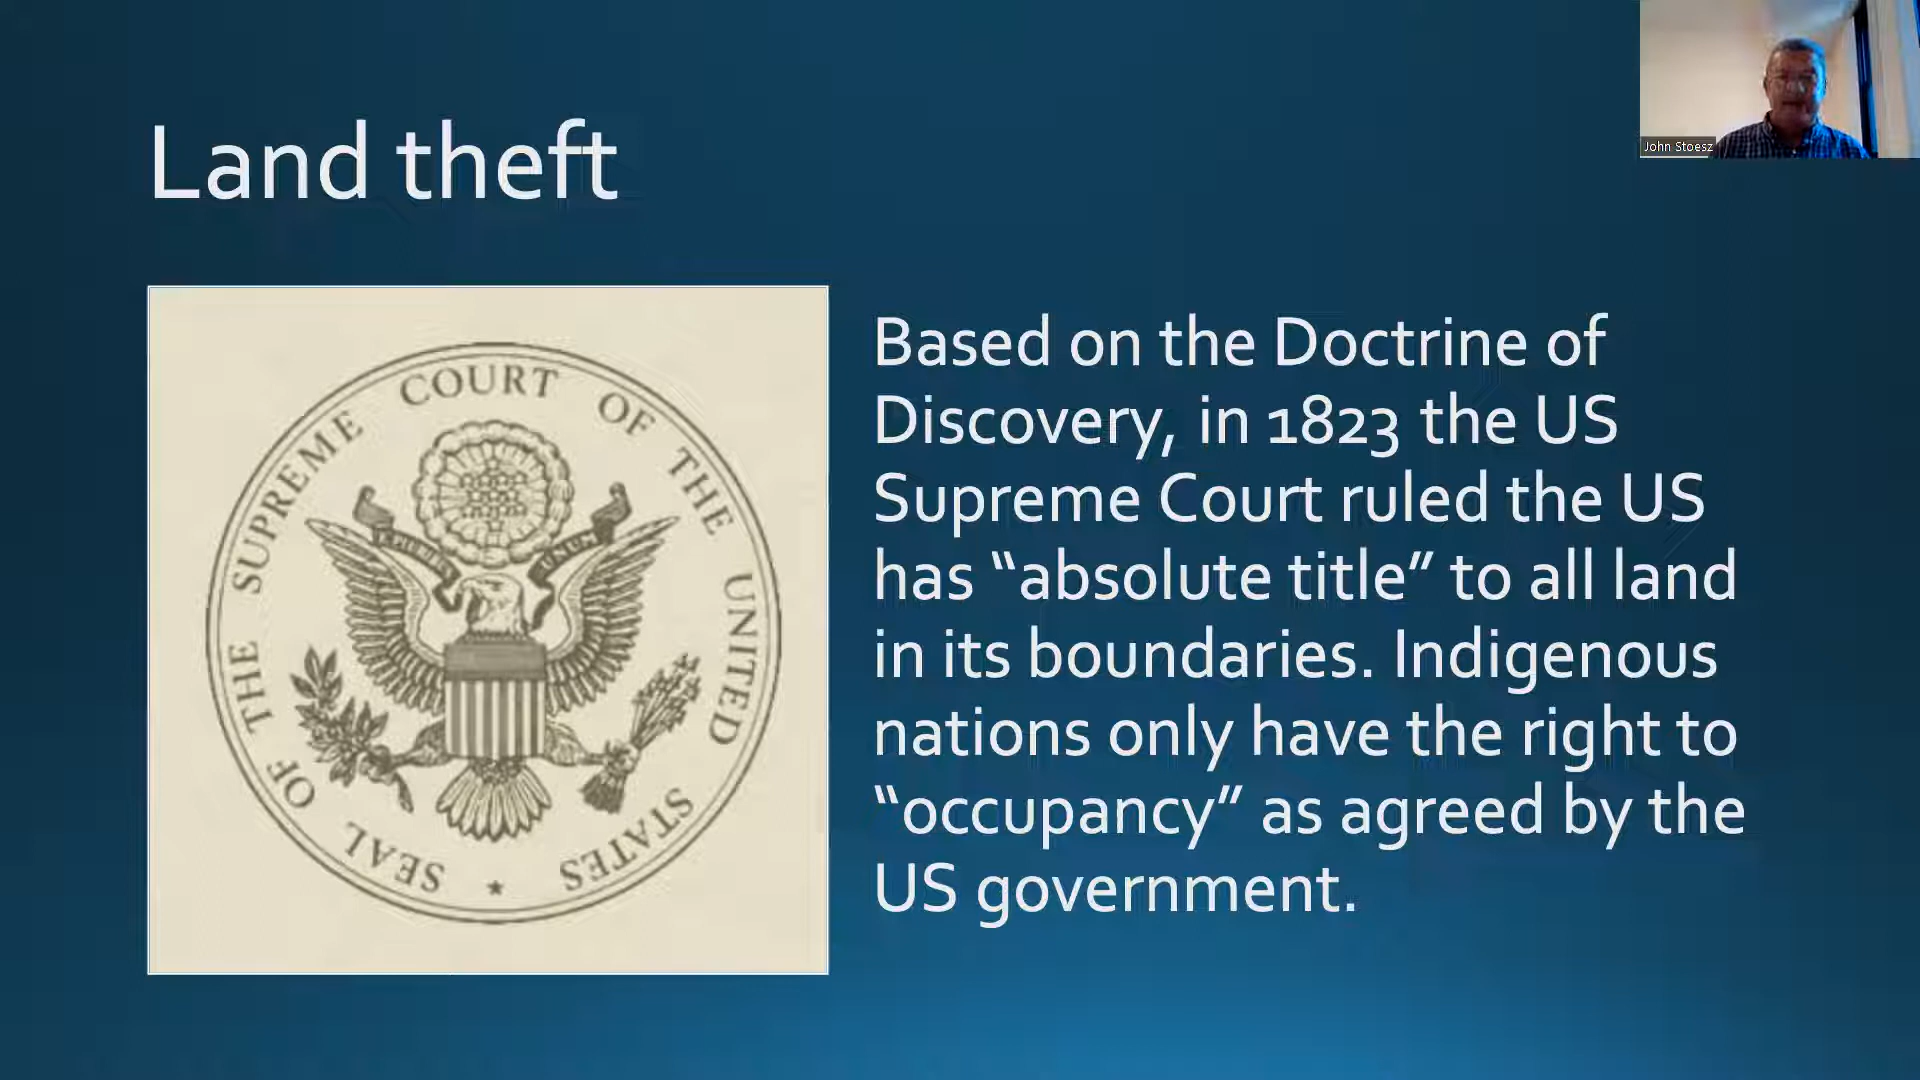 Land theft
John Stoesz
SEAL OF THE SUPREME COURT OF THE UNITED STATES ★
UNUM
Based on the Doctrine of
Discovery, in 1823 the US
Supreme Court ruled the US
has “absolute title” to all land
in its boundaries. Indigenous
nations only have the right to
“occupancy” as agreed by the
US government.